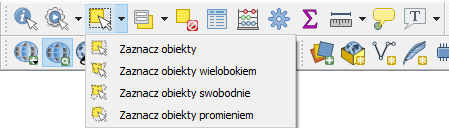 Zaznacz obiekty
Zaznacz obiekty wielobokiem
Zaznacz obiekty swobodnie
Zaznacz obiekty promieniem